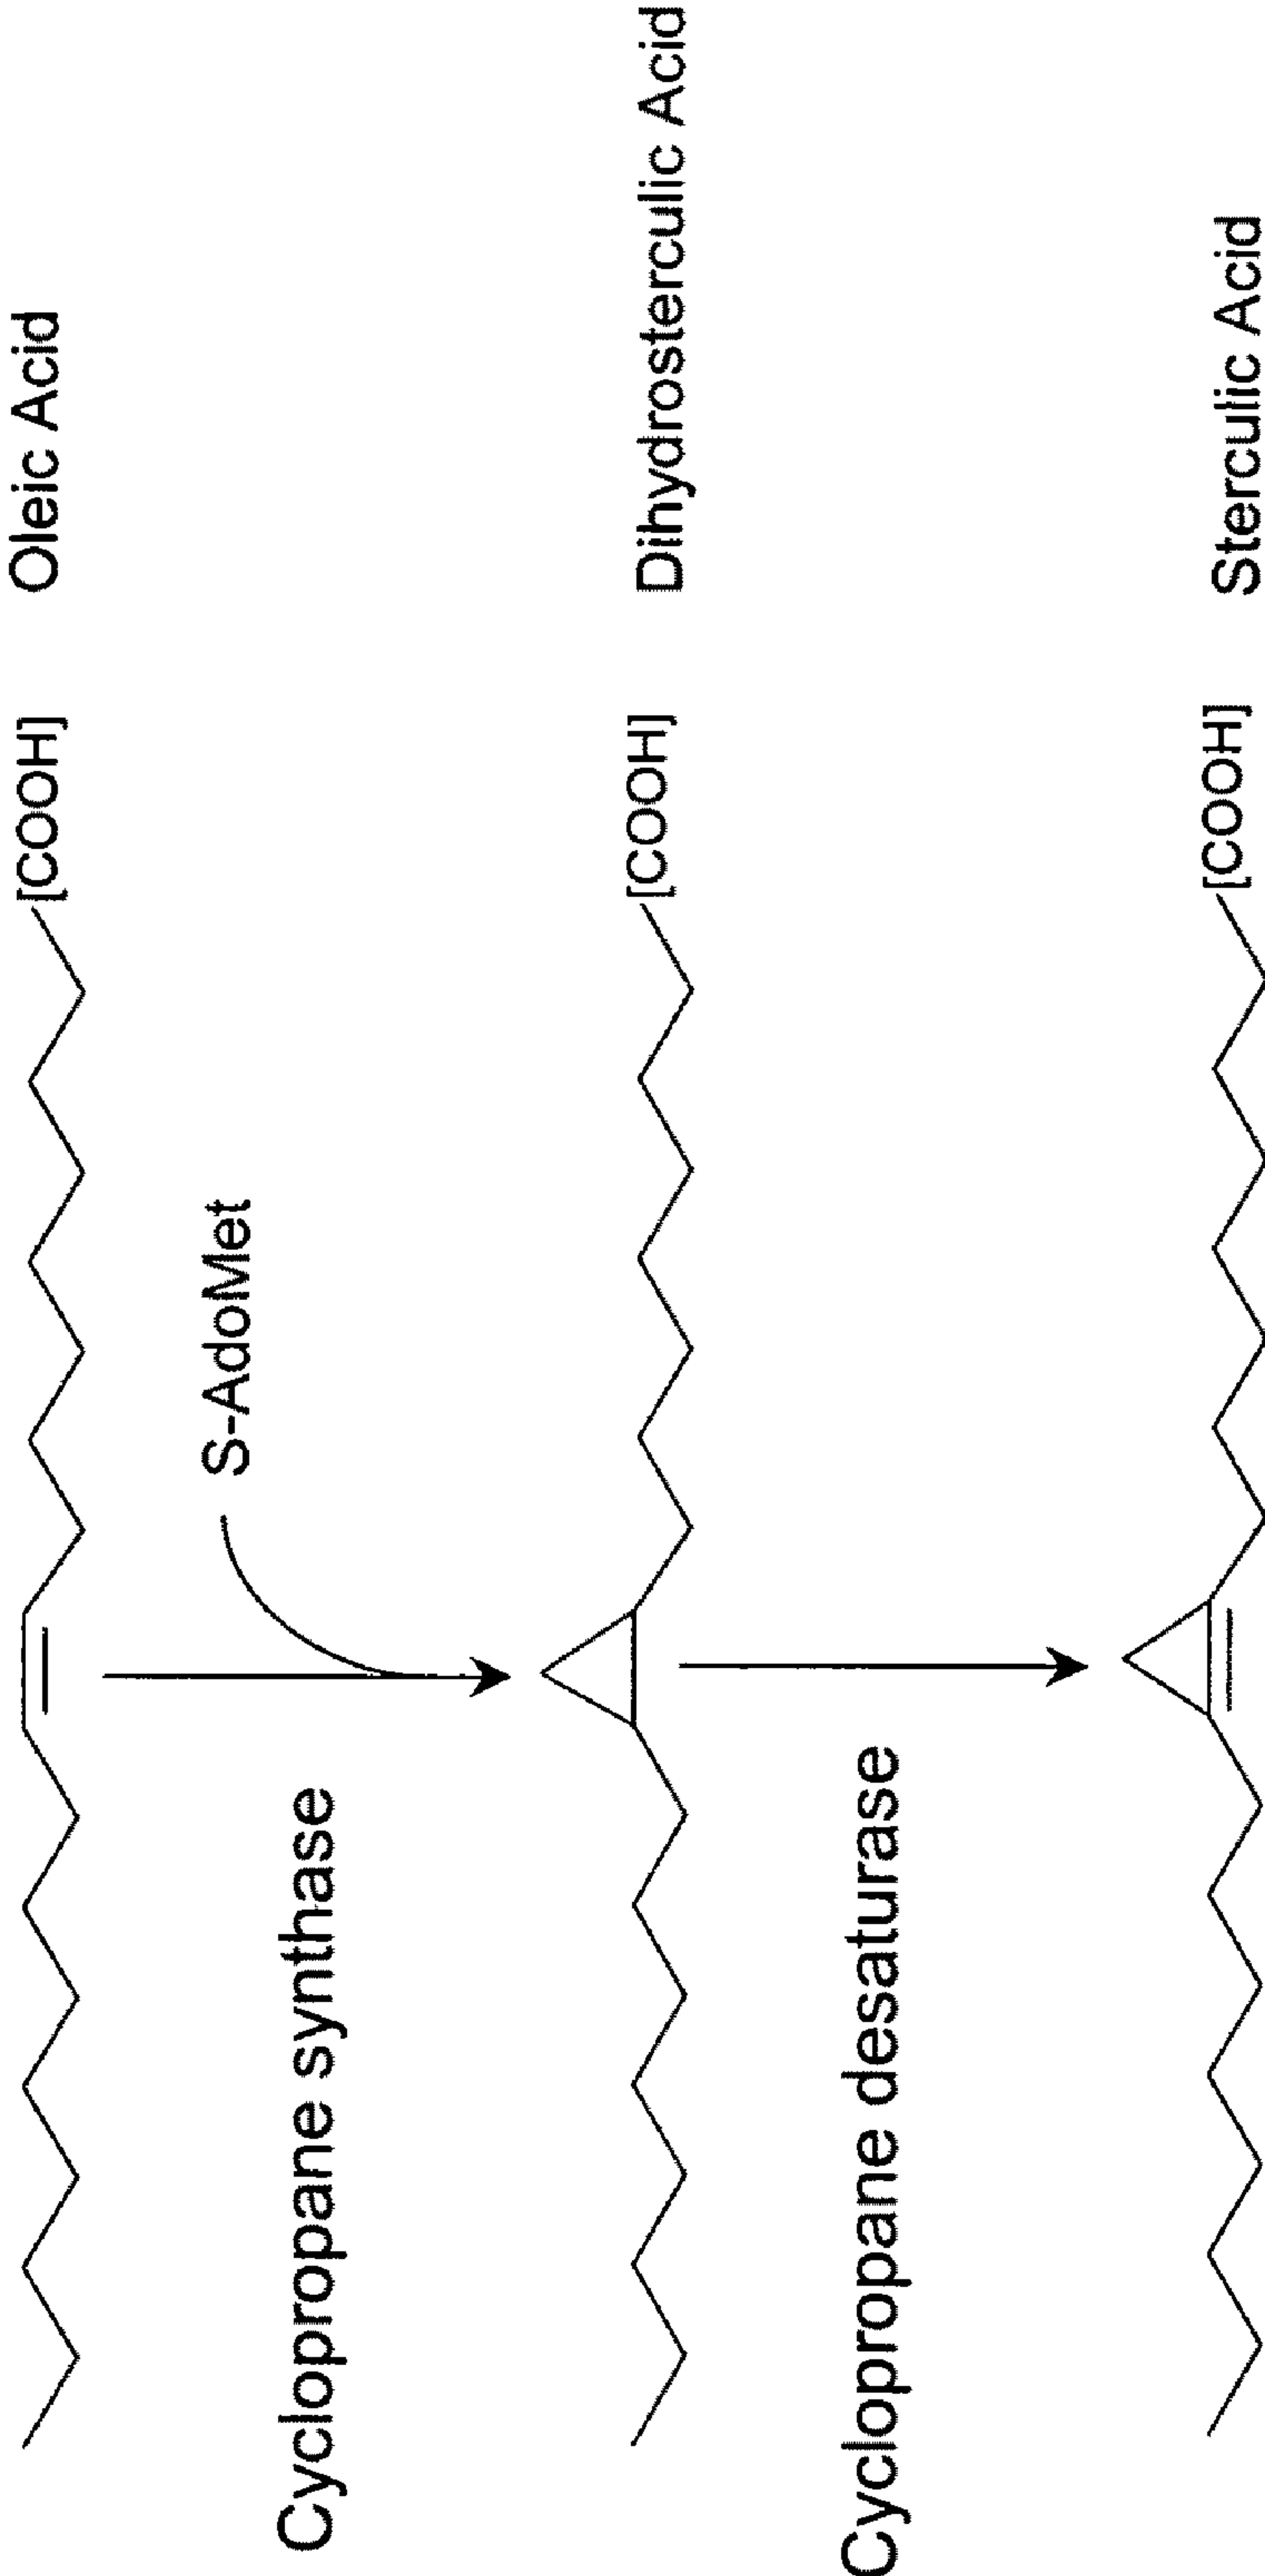 [COOH] Oleic Acid
S-AdoMet
Cyclopropane synthase
[COOH] Dihydrosterculic Acid
Cyclopropane desaturase
[COOH] Sterculic Acid